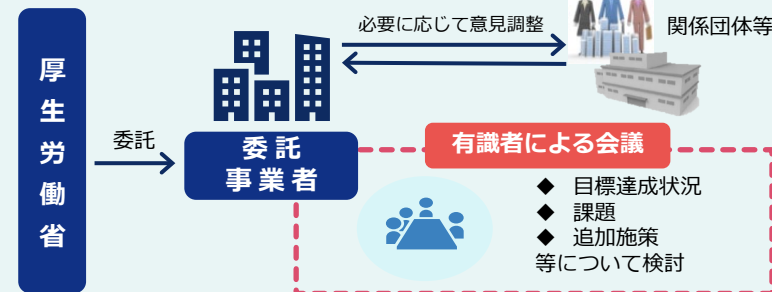 厚生労働省
委託
委託
事業者
必要に応じて意見調整
関係団体等
有識者による会議
◆ 目標達成状況
◆ 課題
◆ 追加施策
等について検討